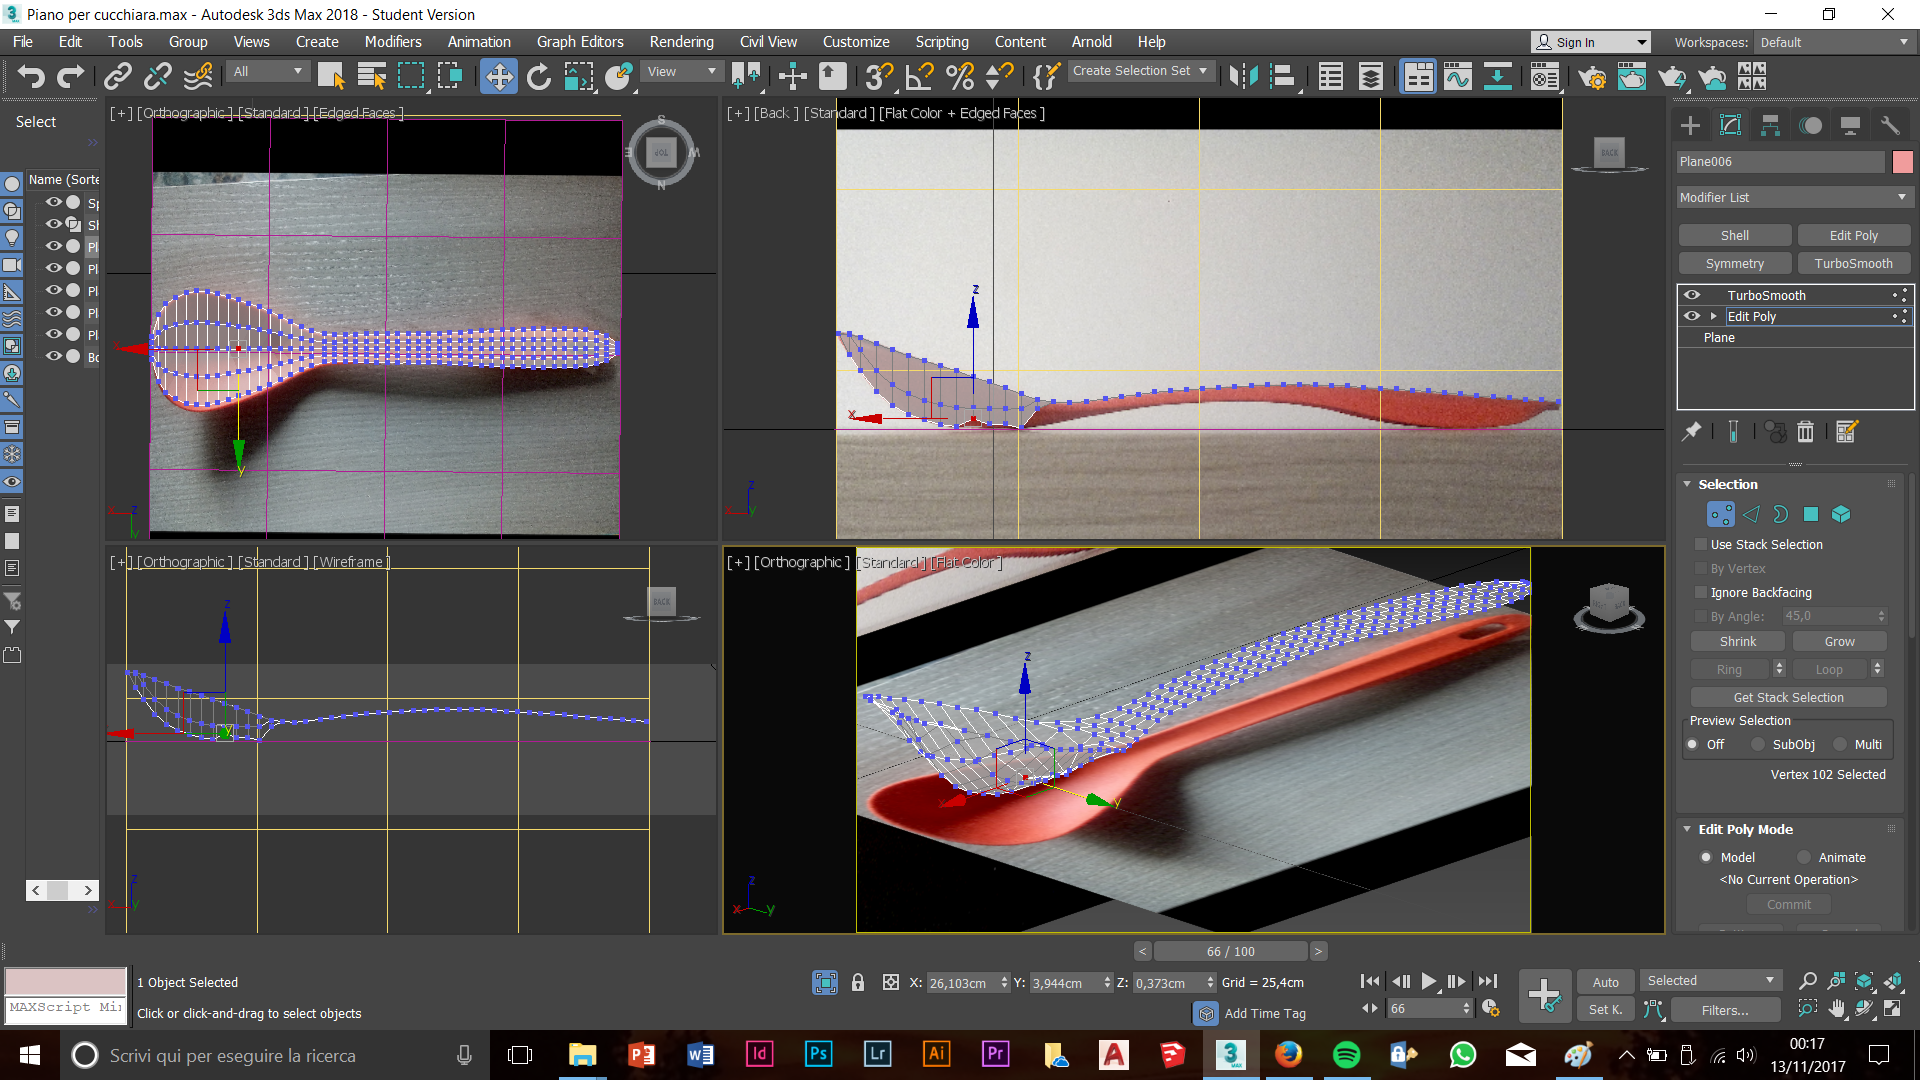 Piano per cucchiara.max - Autodesk 3ds Max 2018 - Student Version
File Edit Tools Group Views Create Modifiers Animation Graph Editors Rendering Civil View Customize Scripting Content Arnold Help
Sign In Workspaces: Default
All View Create Selection Set
Select
Name (Sorte
Sp
Sh
Pl
Pl
Pl
Pl
Pl
Bo
[+] [Orthographic ] [Standard ] [Edged Faces ]
S
E TOP W
N
x
y
[+] [Back ] [Standard ] [Flat Color + Edged Faces ]
BACK
z
x
[+] [Orthographic ] [Standard ] [Wireframe ]
BACK
z
y
[+] [Orthographic ] [Standard ] [Flat Color ]
z
x y
z
x y
Plane006
Modifier List
Shell Edit Poly
Symmetry TurboSmooth
TurboSmooth
Edit Poly
Plane
Selection
Use Stack Selection
By Vertex
Ignore Backfacing
By Angle: 45,0
Shrink Grow
Ring Loop
Get Stack Selection
Preview Selection
Off SubObj Multi
Vertex 102 Selected
Edit Poly Mode
Model Animate
<No Current Operation>
Commit
< 66 / 100 >
1 Object Selected
X: 26,103cm Y: 3,944cm Z: 0,373cm Grid = 25,4cm
Auto Selected
MAXScript Mi
Click or click-and-drag to select objects
Add Time Tag
66
Set K. Filters...
Scrivi qui per eseguire la ricerca
00:17
13/11/2017